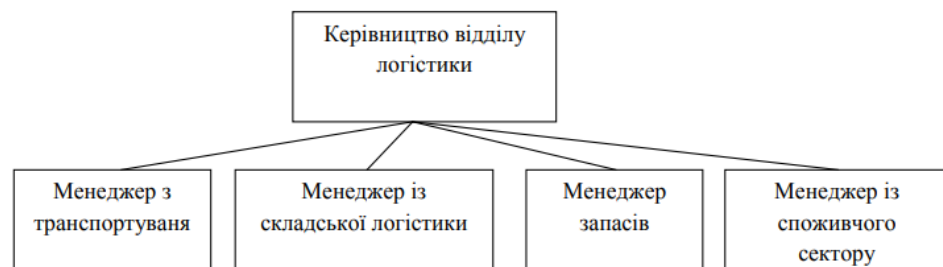 Керівництво відділу
логістики
Менеджер з
транспортуваня
Менеджер із
складської логістики
Менеджер
запасів
Менеджер із
споживчого
сектору